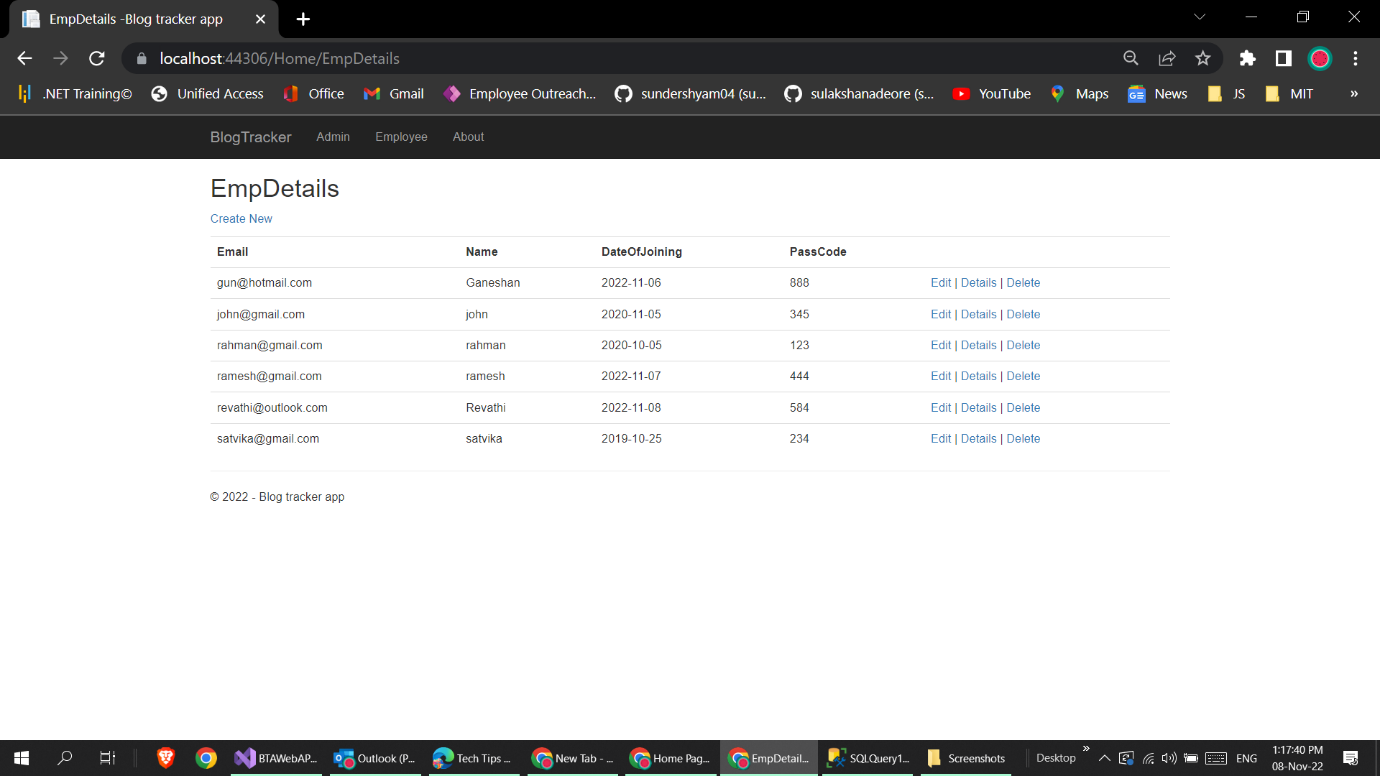 EmpDetails -Blog tracker app
localhost:44306/Home/EmpDetails
.NET Training© Unified Access Office Gmail Employee Outreach... sundershyam04 (su... sulakshanadeore (s... YouTube Maps News JS MIT »
BlogTracker Admin Employee About
EmpDetails
Create New
Email Name DateOfJoining PassCode
gun@hotmail.com Ganeshan 2022-11-06 888 Edit | Details | Delete
john@gmail.com john 2020-11-05 345 Edit | Details | Delete
rahman@gmail.com rahman 2020-10-05 123 Edit | Details | Delete
ramesh@gmail.com ramesh 2022-11-07 444 Edit | Details | Delete
revathi@outlook.com Revathi 2022-11-08 584 Edit | Details | Delete
satvika@gmail.com satvika 2019-10-25 234 Edit | Details | Delete
© 2022 - Blog tracker app
BTAWebAP... Outlook (P... Tech Tips ... New Tab - ... Home Pag... EmpDetail... SQLQuery1... Screenshots Desktop » ENG 1:17:40 PM
08-Nov-22